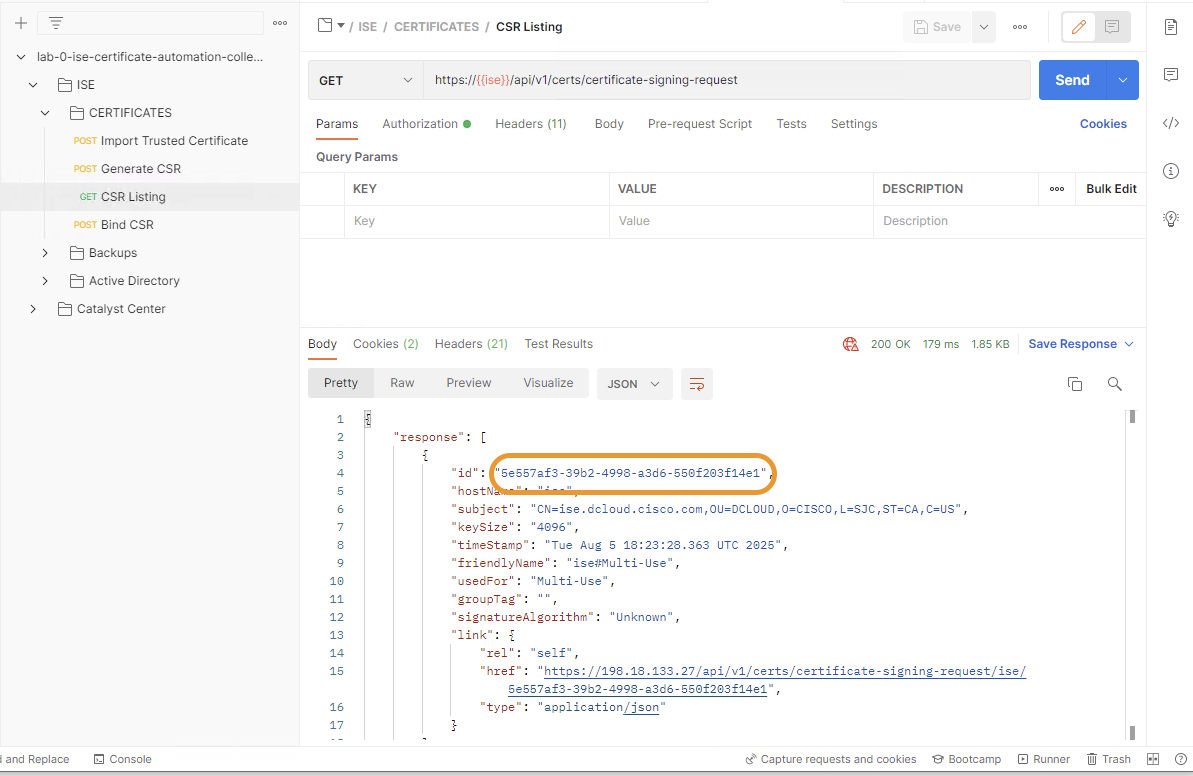 / ISE / CERTIFICATES / CSR Listing
Save
lab-0-ise-certificate-automation-colle...
ISE
CERTIFICATES
POST Import Trusted Certificate
POST Generate CSR
GET CSR Listing
POST Bind CSR
Backups
Active Directory
Catalyst Center
GET
https://{{ise}}/api/v1/certs/certificate-signing-request
Send
Params Authorization Headers (11) Body Pre-request Script Tests Settings Cookies
Query Params
KEY VALUE DESCRIPTION Bulk Edit
Key Value Description
Body Cookies (2) Headers (21) Test Results 200 OK 179 ms 1.85 KB Save Response
Pretty Raw Preview Visualize JSON
1 {
2 "response": [
3 {
4 "id": "5e557af3-39b2-4998-a3d6-550f203f14e1",
5 "hostName": "ise",
6 "subject": "CN=ise.dcloud.cisco.com,OU=DCLOUD,O=CISCO,L=SJC,ST=CA,C=US",
7 "keySize": "4096",
8 "timeStamp": "Tue Aug 5 18:23:28.363 UTC 2025",
9 "friendlyName": "ise#Multi-Use",
10 "usedFor": "Multi-Use",
11 "groupTag": "",
12 "signatureAlgorithm": "Unknown",
13 "link": {
14 "rel": "self",
15 "href": "https://198.18.133.27/api/v1/certs/certificate-signing-request/ise/
5e557af3-39b2-4998-a3d6-550f203f14e1",
16 "type": "application/json"
17 }
and Replace Console Capture requests and cookies Bootcamp Runner Trash